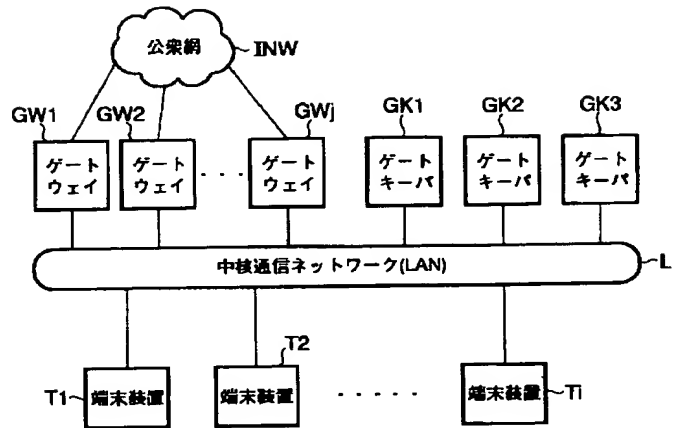 公衆網
INW
GW1
GW2
GWj
GK1
GK2
GK3
ゲート
ウェイ
ゲート
ウェイ
・・・・
ゲート
ウェイ
ゲート
キーパ
ゲート
キーパ
ゲート
キーパ
中核通信ネットワーク(LAN)
L
T1
端末装置
T2
端末装置
・・・・・
端末装置
Ti